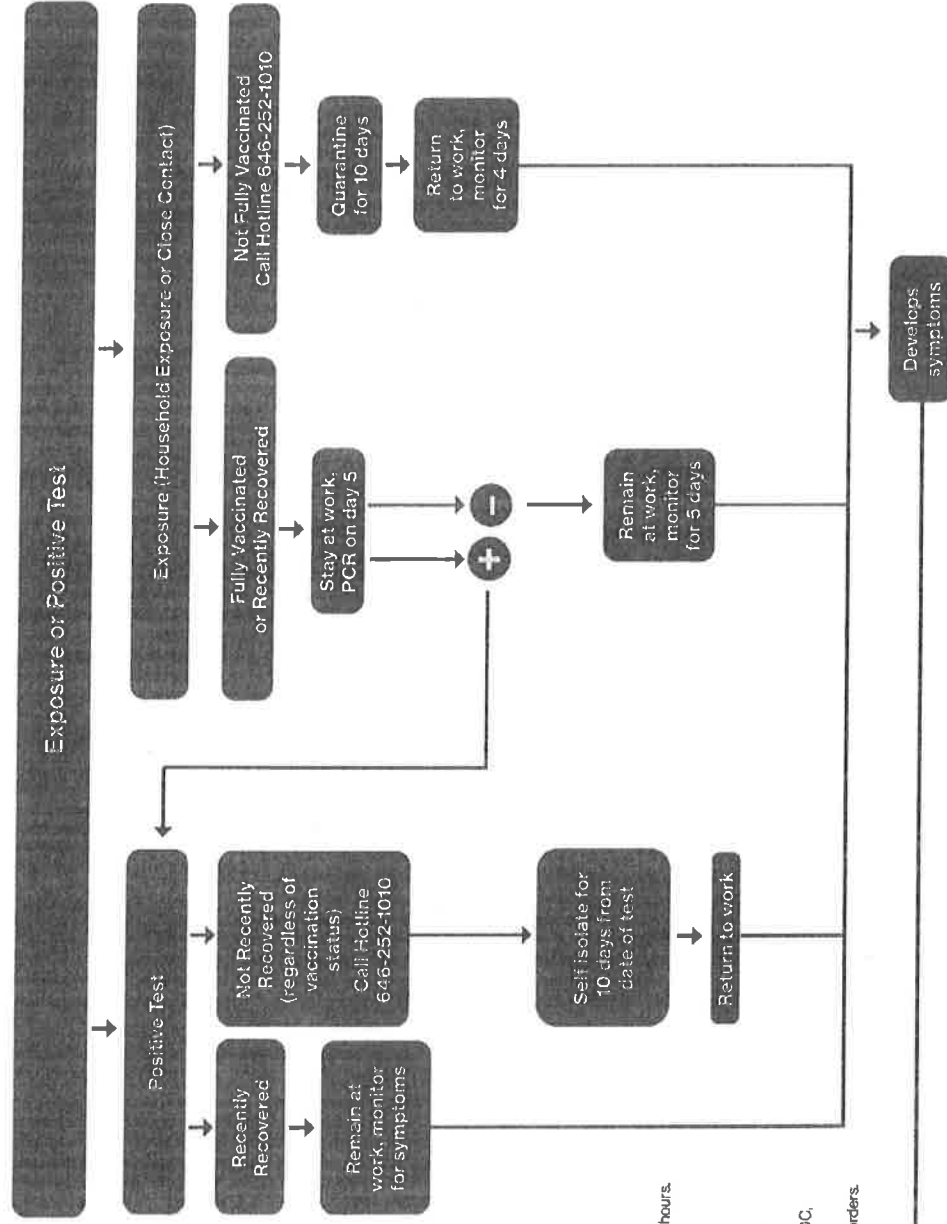 Exposure or Positive Test
Positive Test
Recently
Recovered
Remain at
work, monitor
for symptoms
Not Recently
Recovered
(regardless of
vaccination
status)
Call Hotline
646-252-1010
Self isolate for
10 days from
date of test
Return to work
Exposure (Household Exposure or Close Contact)
Fully Vaccinated
or Recently Recovered
Stay at work,
PCR on day 5
+
-
Remain
at work,
monitor
for 5 days
Not Fully Vaccinated
Call Hotline 646-252-1010
Quarantine
for 10 days
Return
to work,
monitor
for 4 days
Develops
symptoms
hours.